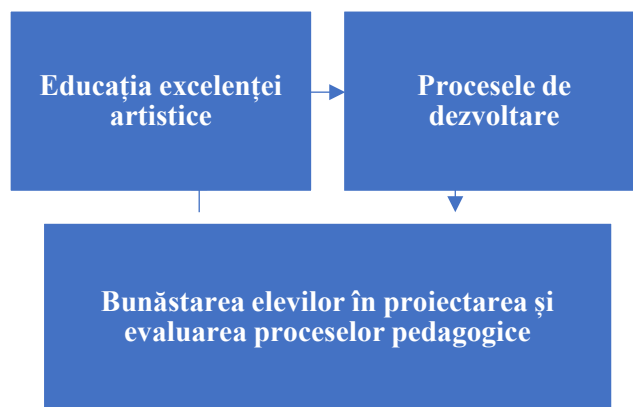 Educația excelenței
artistice
Procesele de
dezvoltare
Bunăstarea elevilor în proiectarea și
evaluarea proceselor pedagogice